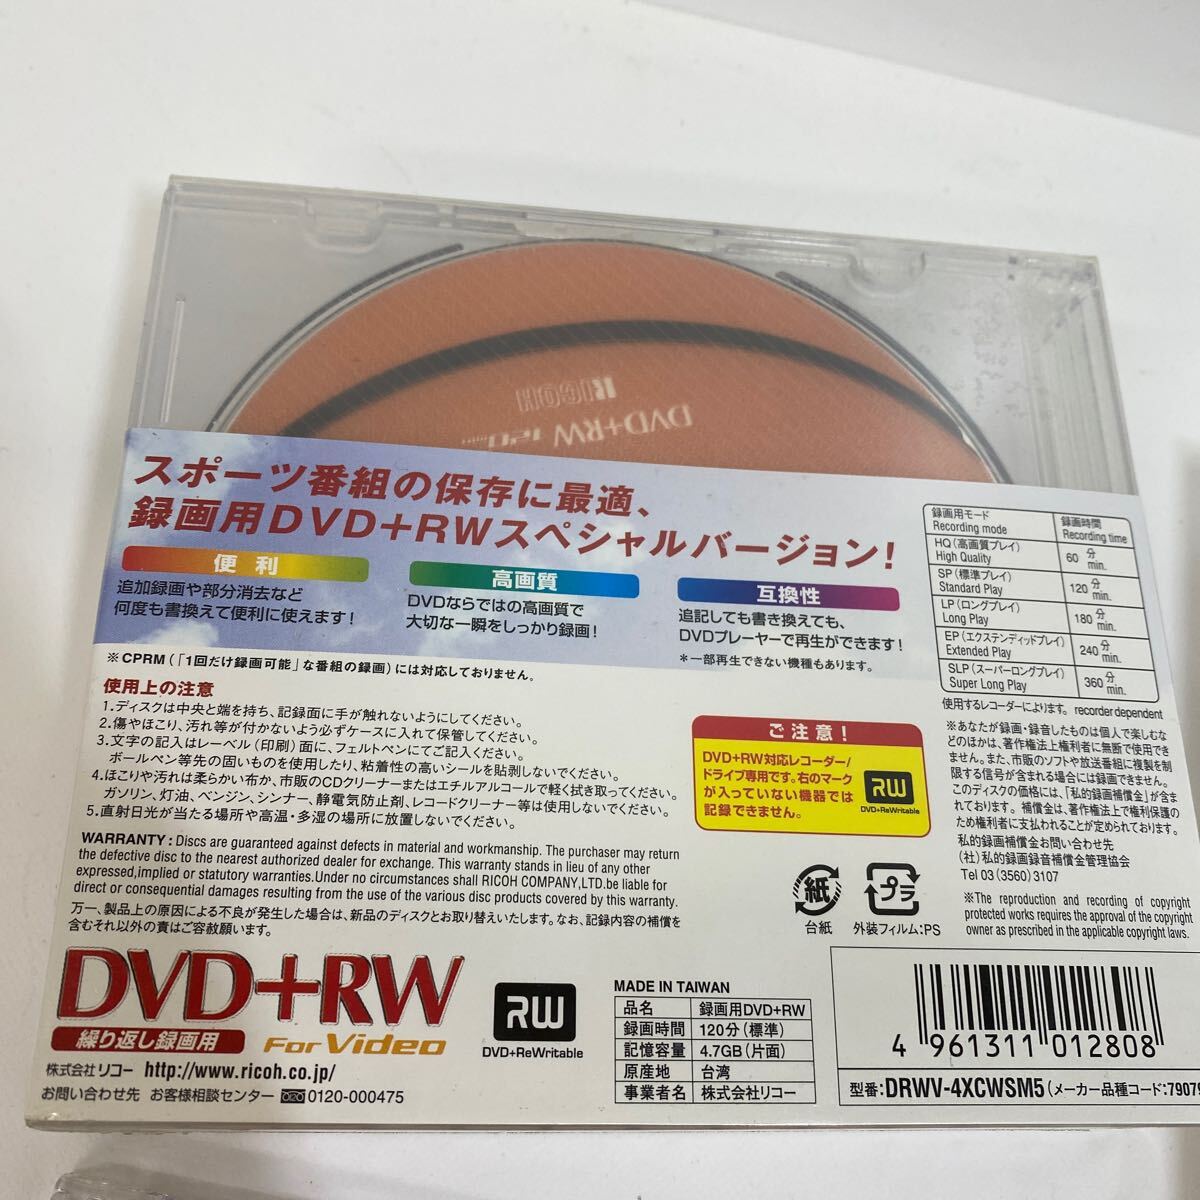 RICOH
DVD+RW 120
スポーツ番組の保存に最適、
録画用DVD+RWスペシャルバージョン!
便利
追加録画や部分消去など
何度も書換えて便利に使えます!
高画質
DVDならではの高画質で
大切な一瞬をしっかり録画!
互換性
追記しても書き換えても、
DVDプレーヤーで再生ができます!
*一部再生できない機種もあります。
※CPRM(「1回だけ録画可能」な番組の録画)には対応しておりません。
録画用モード 録画時間
Recording mode Recording time
HQ(高画質プレイ)
High Quality 60 分 min.
SP(標準プレイ)
Standard Play 120 分 min.
LP(ロングプレイ)
Long Play 180 分 min.
EP(エクステンディッドプレイ)
Extended Play 240 分 min.
SLP(スーパーロングプレイ)
Super Long Play 360 分 min.
使用するレコーダーによります。 recorder dependent
使用上の注意
1.ディスクは中央と端を持ち、記録面に手が触れないようにしてください。
2.傷やほこり、汚れ等が付かないよう必ずケースに入れて保管してください。
3.文字の記入はレーベル(印刷)面に、フェルトペンにてご記入ください。
ボールペン等先の固いものを使用したり、粘着性の高いシールを貼剥しないでください。
4.ほこりや汚れは柔らかい布か、市販のCDクリーナーまたはエチルアルコールで軽く拭き取ってください。
ガソリン、灯油、ベンジン、シンナー、静電気防止剤、レコードクリーナー等は使用しないでください。
5.直射日光が当たる場所や高温・多湿の場所に放置しないでください。
ご注意!
DVD+RW対応レコーダー/
ドライブ専用です。右のマーク
が入っていない機器では
記録できません。
RW
DVD+ReWritable
※あなたが録画・録音したものは個人で楽しむな
どのほかは、著作権法上権利者に無断で使用でき
ません。また、市販のソフトや放送番組に複製を制
限する信号が含まれる場合には録画できません。
このディスクの価格には、「私的録画補償金」が含ま
れております。補償金は、著作権法上で権利保護の
ため権利者に支払われることが定められております。
私的録画補償金お問い合わせ先
(社)私的録画録音補償金管理協会
Tel 03(3560)3107
※The reproduction and recording of copyright
protected works requires the approval of the copyright
owner as prescribed in the applicable copyright laws.
WARRANTY : Discs are guaranteed against defects in material and workmanship. The purchaser may return
the defective disc to the nearest authorized dealer for exchange. This warranty stands in lieu of any other
expressed,implied or statutory warranties.Under no circumstances shall RICOH COMPANY,LTD.be liable for
direct or consequential damages resulting from the use of the various disc products covered by this warranty.
万一、製品上の原因による不良が発生した場合は、新品のディスクとお取り替えいたします。なお、記録内容の補償を
含むそれ以外の責はご容赦願います。
紙
台紙
プラ
外装フィルム:PS
DVD+RW
繰り返し録画用 For Video
RW
DVD+ReWritable
株式会社リコー http://www.ricoh.co.jp/
お問い合わせ先 お客様相談センター 0120-000475
MADE IN TAIWAN
品名 録画用DVD+RW
録画時間 120分(標準)
記憶容量 4.7GB(片面)
原産地 台湾
事業者名 株式会社リコー
4 961311 012808
型番:DRWV-4XCWSM5(メーカー品種コード:7907